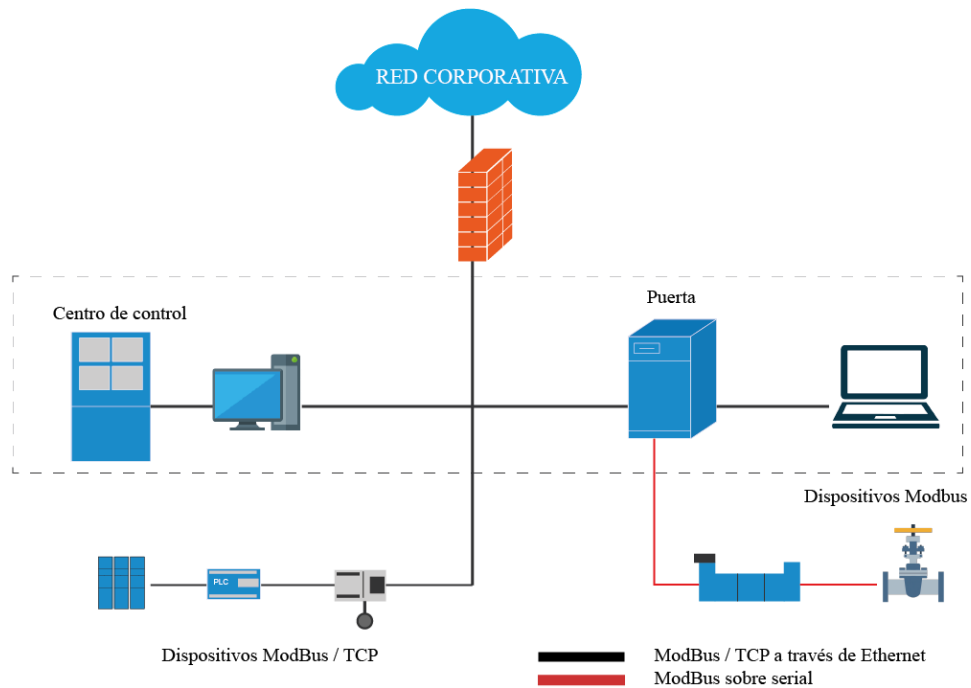 RED CORPORATIVA
Puerta
Centro de control
Dispositivos Modbus
PLC
Dispositivos ModBus / TCP
ModBus / TCP a través de Ethernet
ModBus sobre serial